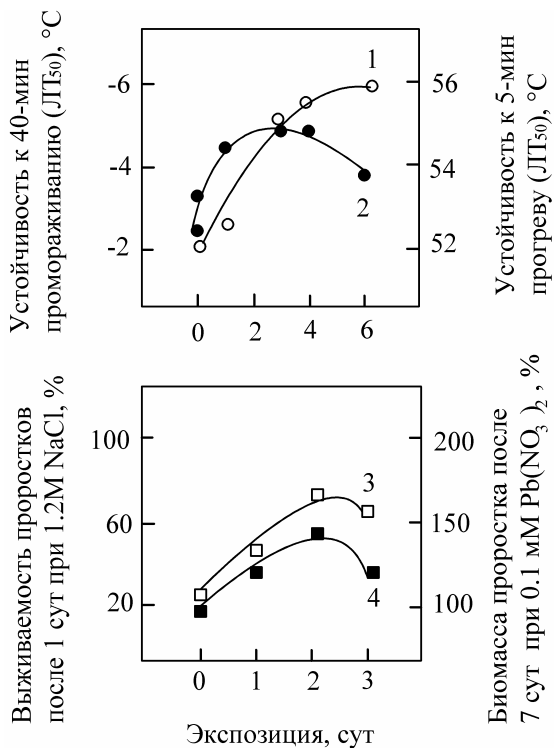 Устойчивость к 40-мин
промораживанию (ЛТ50), °C
-6
-4
-2
1
2
56
54
52
Устойчивость к 5-мин
прогреву (ЛТ50), °C
0 2 4 6
Выживаемость проростков
после 1 сут при 1.2М NaCl, %
100
60
20
3
4
200
150
100
Биомасса проростка после
7 сут при 0.1 мМ Pb(NO3)2 , %
0 1 2 3
Экспозиция, сут